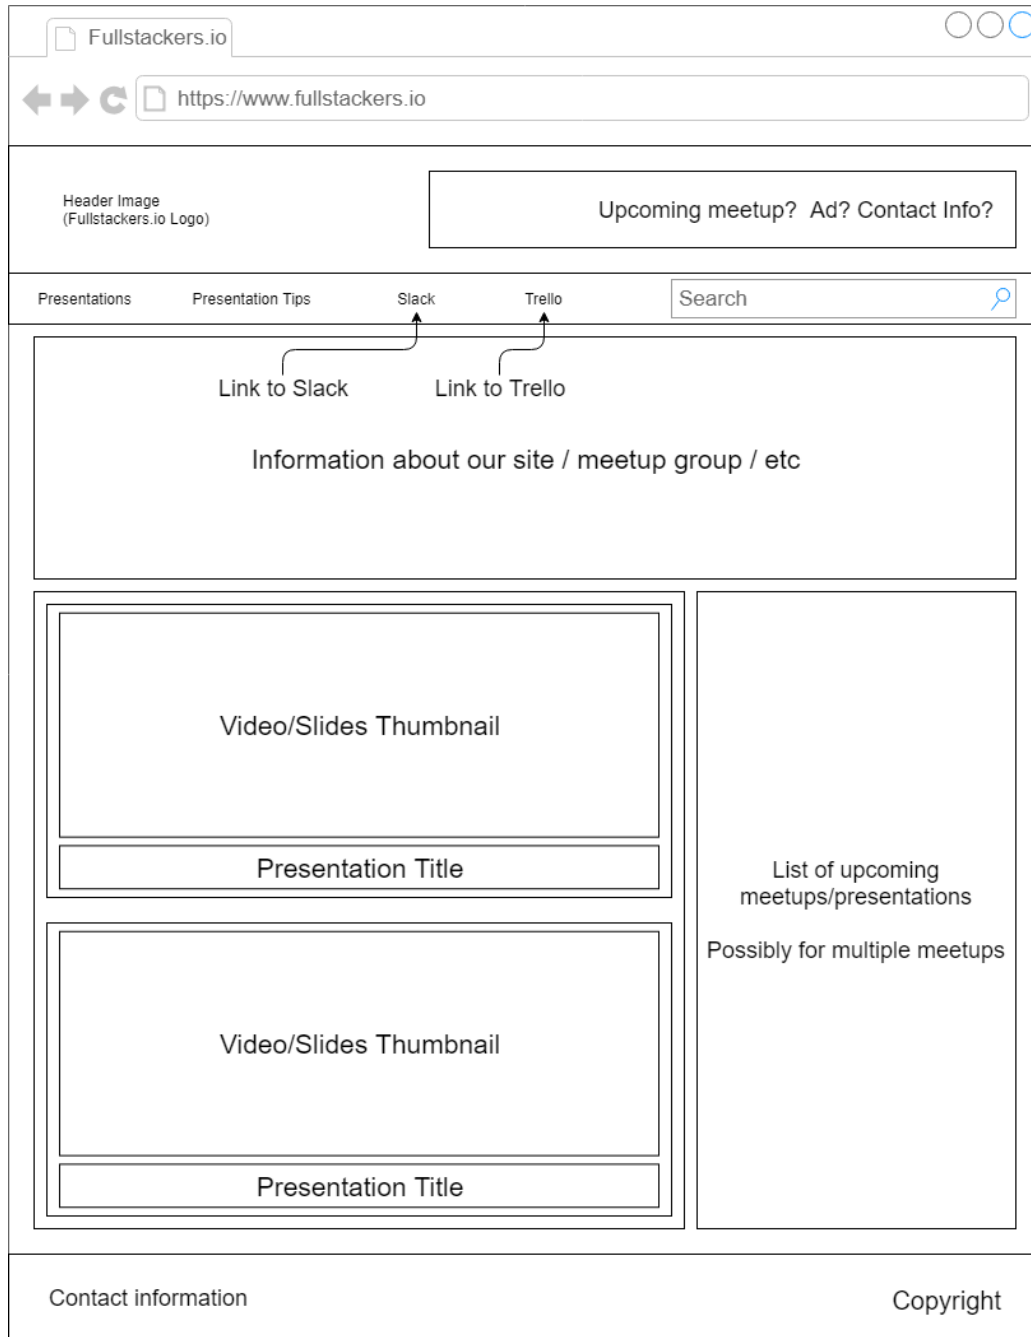 Fullstackers.io
https://www.fullstackers.io
Header Image
(Fullstackers.io Logo)
Upcoming meetup?  Ad? Contact Info?
Presentations
Presentation Tips
Slack
Trello
Search
Link to Slack
Link to Trello
Information about our site / meetup group / etc
Video/Slides Thumbnail
Presentation Title
Video/Slides Thumbnail
Presentation Title
List of upcoming
meetups/presentations
Possibly for multiple meetups
Contact information
Copyright